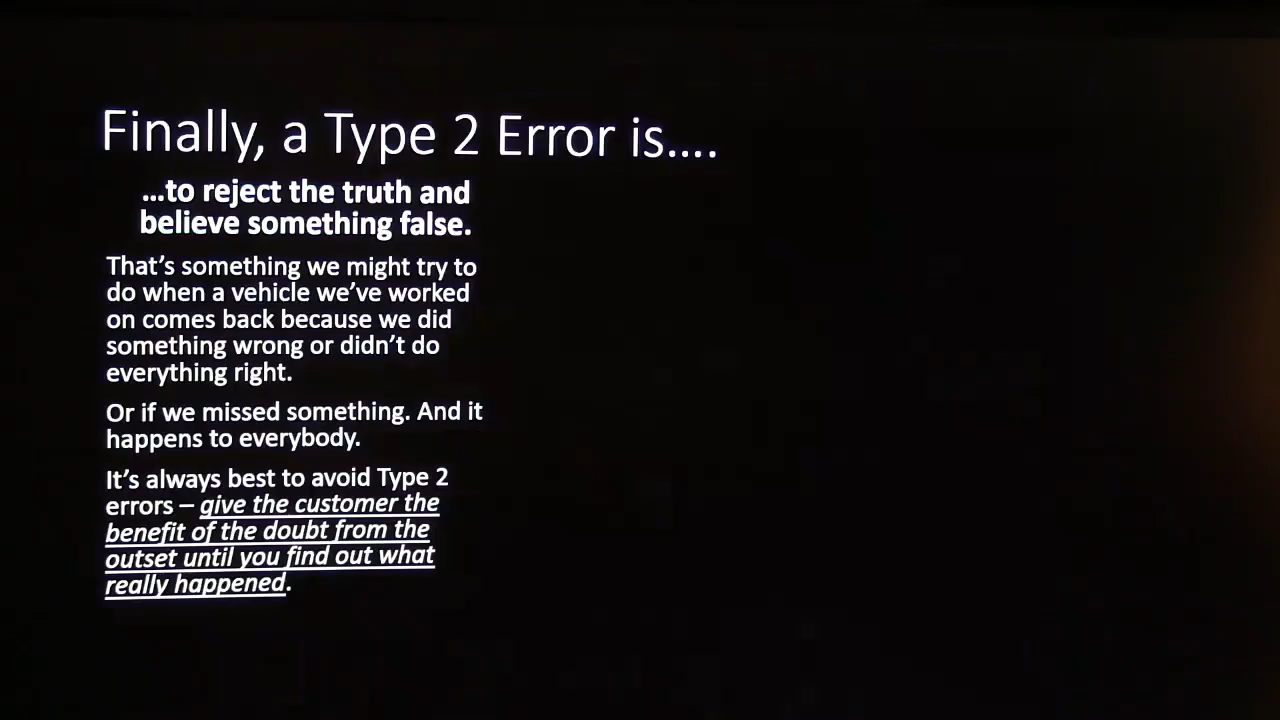 Finally, a Type 2 Error is....
...to reject the truth and
believe something false.
That's something we might try to
do when a vehicle we've worked
on comes back because we did
something wrong or didn't do
everything right.
Or if we missed something. And it
happens to everybody.
It's always best to avoid Type 2
errors – give the customer the
benefit of the doubt from the
outset until you find out what
really happened.